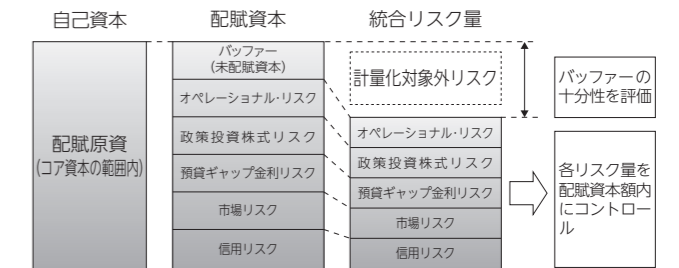 自己資本
配賦資本
統合リスク量
配賦原資
(コア資本の範囲内)
バッファー
(未配賦資本)
オペレーショナル・リスク
政策投資株式リスク
預貸ギャップ金利リスク
市場リスク
信用リスク
計量化対象外リスク
オペレーショナル・リスク
政策投資株式リスク
預貸ギャップ金利リスク
市場リスク
信用リスク
バッファーの
十分性を評価
各リスク量を
配賦資本額内
にコントロー
ル